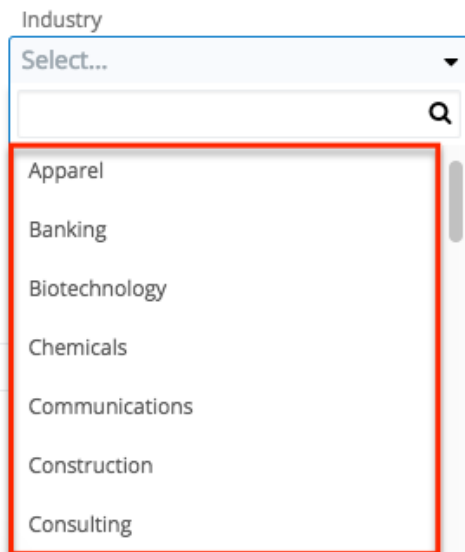 Industry
Select...
Apparel
Banking
Biotechnology
Chemicals
Communications
Construction
Consulting